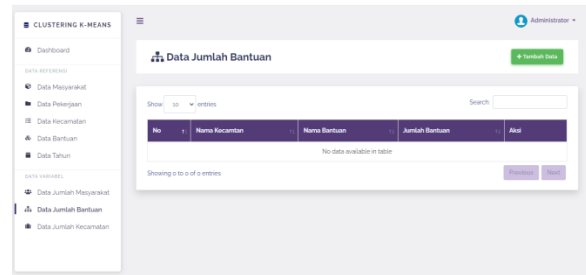 CLUSTERING K-MEANS
Administrator
Dashboard
DATA REFERENSI
Data Masyarakat
Data Pekerjaan
Data Kecamatan
Data Bantuan
Data Tahun
DATA VARIABEL
Data Jumlah Masyarakat
Data Jumlah Bantuan
Data Jumlah Kecamatan
Data Jumlah Bantuan
+ Tambah Data
Show 10 entries
Search:
No Nama Kecamtan Nama Bantuan Jumlah Bantuan Aksi
No data available in table
Showing 0 to 0 of 0 entries
Previous Next